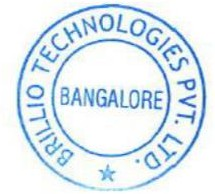 BRILLIO TECHNOLOGIES PVT. LTD.
BANGALORE